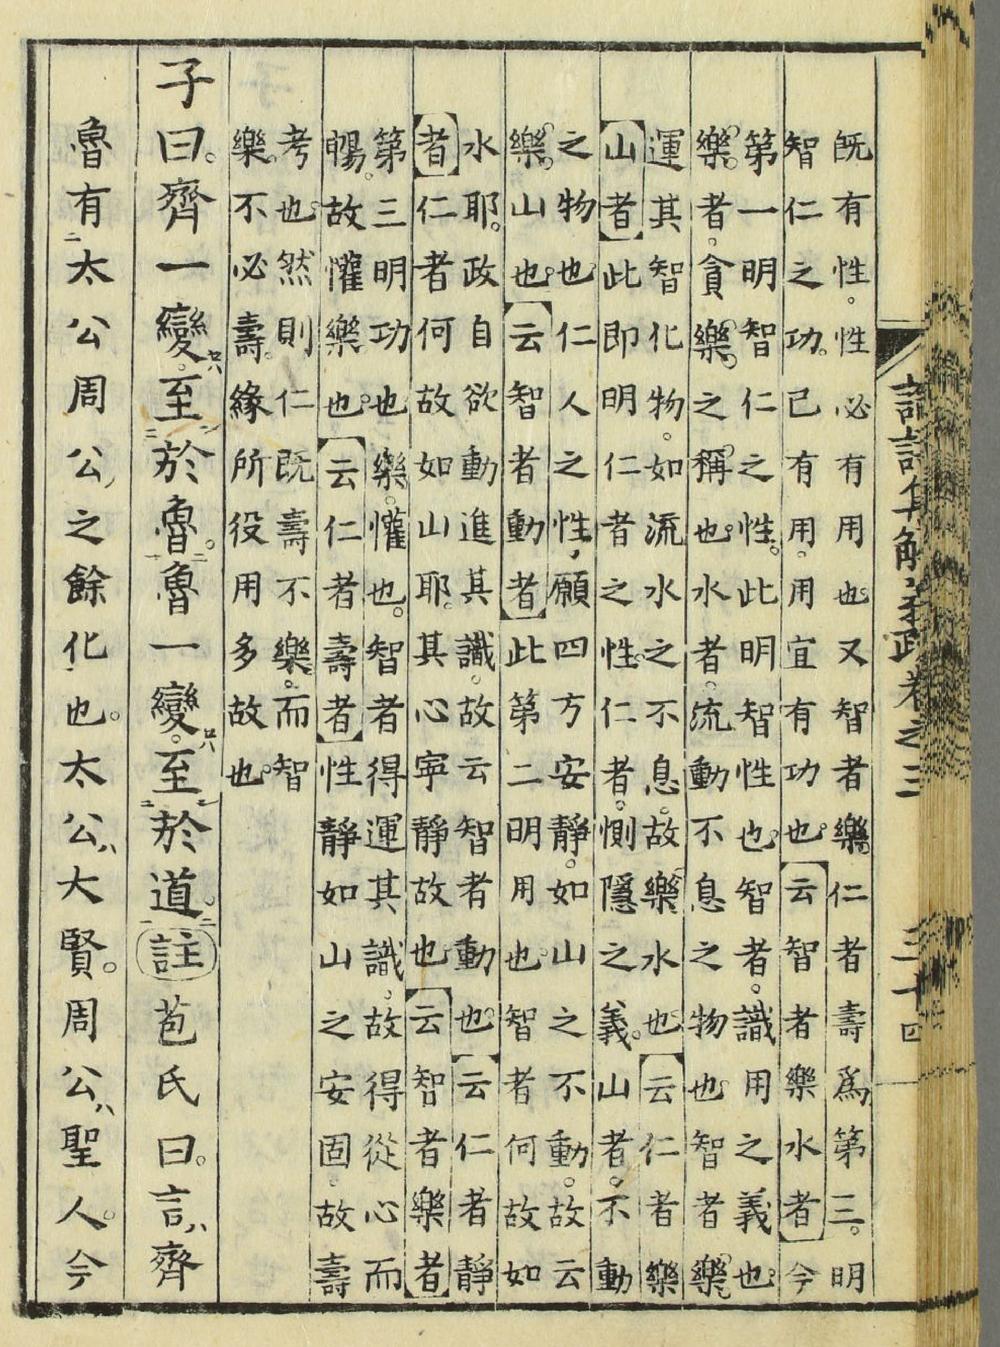 既有性。性必有用也又智者樂。仁者壽爲第三。明
智仁之功。已有用。用宜有功也。云智者樂水者今
第一明智仁之性。此明智性也。智者。識用之義也
樂。者。貪樂。之稱也水者。流動不息之物也智者樂。
運其智化物。如流水之不息。故樂水也云仁者樂
山者此即明仁者之性。仁者。惻隱之義。山者。不動
之物也仁人之性願四方安靜。如山之不動。故云
樂。山也。云智者動者此第二明用也。智者何故如
水耶。政自欲動進其識。故云智者動也。云仁者靜
者仁者何故如山耶。其心寧靜故也云智者樂者
第三明功也樂。懽也。智者得運其識。故得從心而
暢。故懽樂也。云仁者壽者性靜如山之安固。故壽
考也。然則仁既壽不樂。而智
樂。不必壽。緣所役用多故也。
子曰。齊一變。至於魯。魯一變。至於道。註苞氏曰。言齊
魯有太公周公之餘化也。太公大賢。周公聖人。今
卷之三 三十四